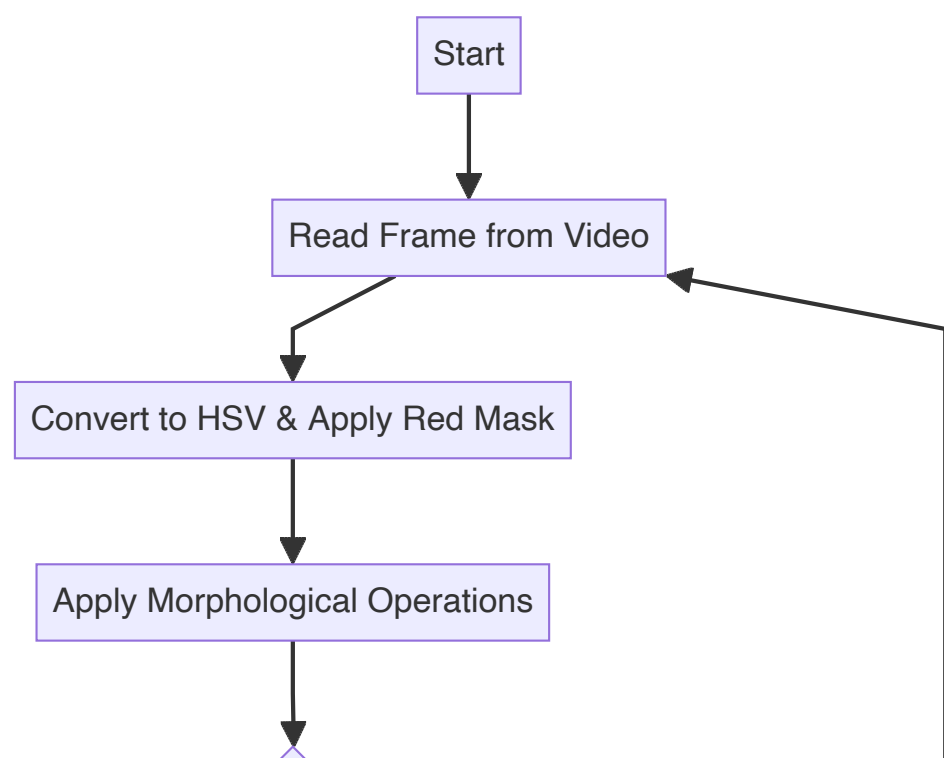 Start
Read Frame from Video
Convert to HSV & Apply Red Mask
Apply Morphological Operations